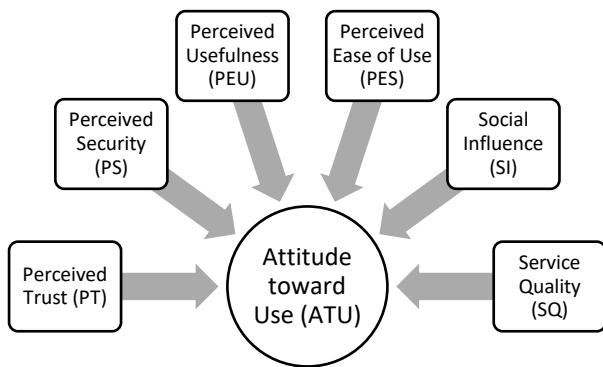 Perceived
Usefulness
(PEU)
Perceived
Ease of Use
(PES)
Perceived
Security
(PS)
Social
Influence
(SI)
Perceived
Trust (PT)
Attitude
toward
Use (ATU)
Service
Quality
(SQ)